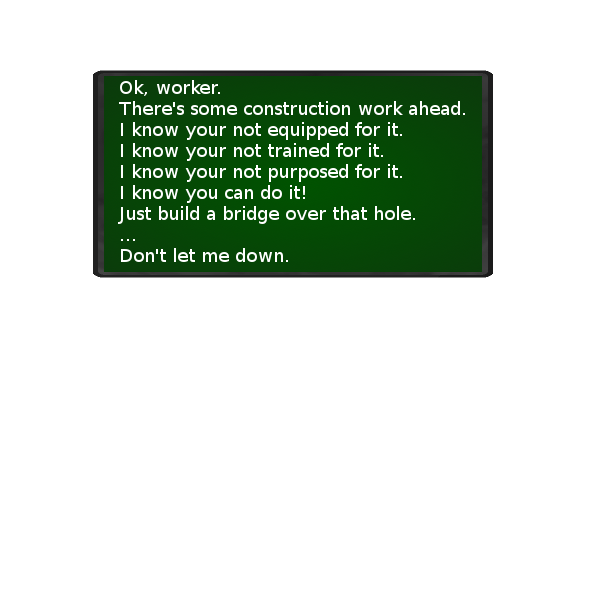 Ok, worker.
There's some construction work ahead.
I know your not equipped for it.
I know your not trained for it.
I know your not purposed for it.
I know you can do it!
Just build a bridge over that hole.
...
Don't let me down.